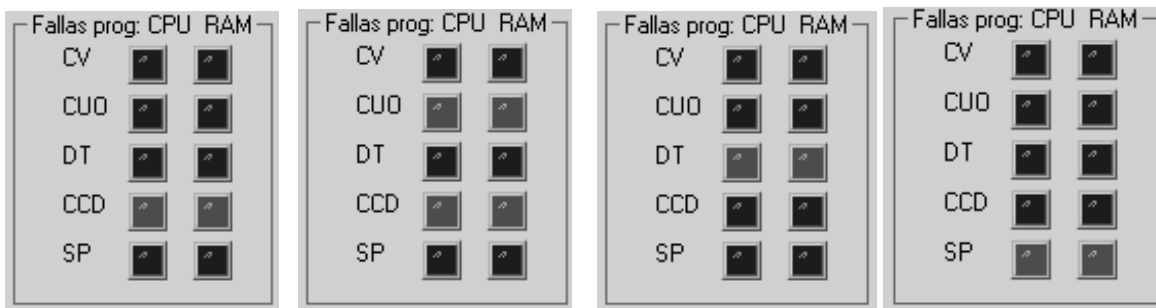 Fallas prog: CPU RAM
CV
CUO
DT
CCD
SP
Fallas prog: CPU RAM
CV
CUO
DT
CCD
SP
Fallas prog: CPU RAM
CV
CUO
DT
CCD
SP
Fallas prog: CPU RAM
CV
CUO
DT
CCD
SP